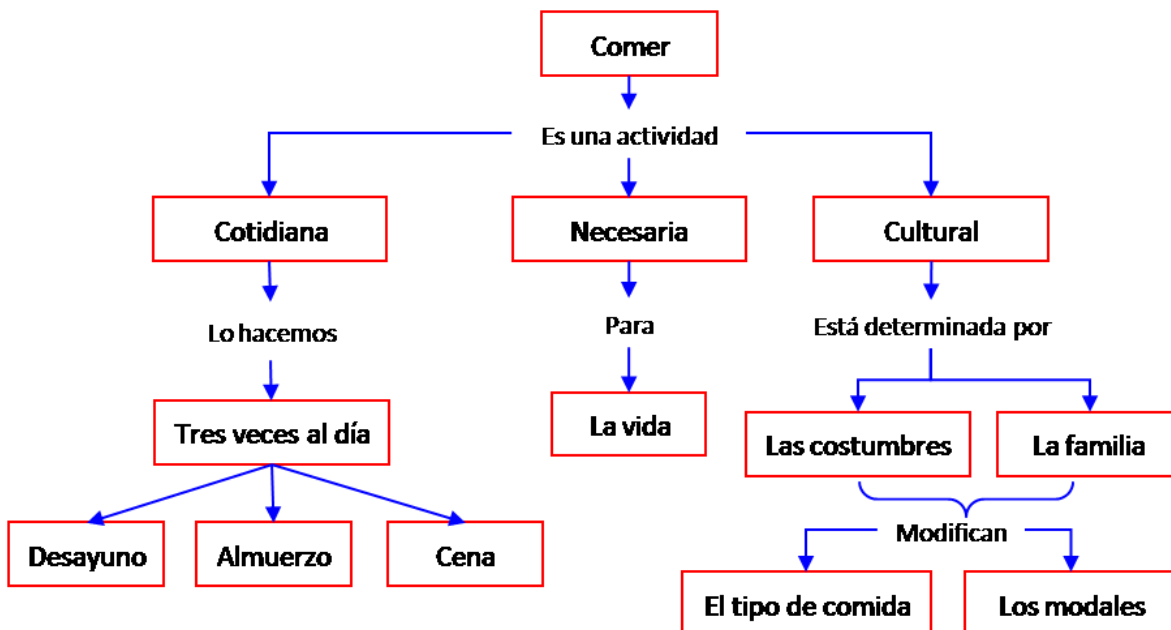 Comer
Es una actividad
Cotidiana
Necesaria
Cultural
Lo hacemos
Para
Está determinada por
Tres veces al día
La vida
Las costumbres
La familia
Desayuno
Almuerzo
Cena
Modifican
El tipo de comida
Los modales